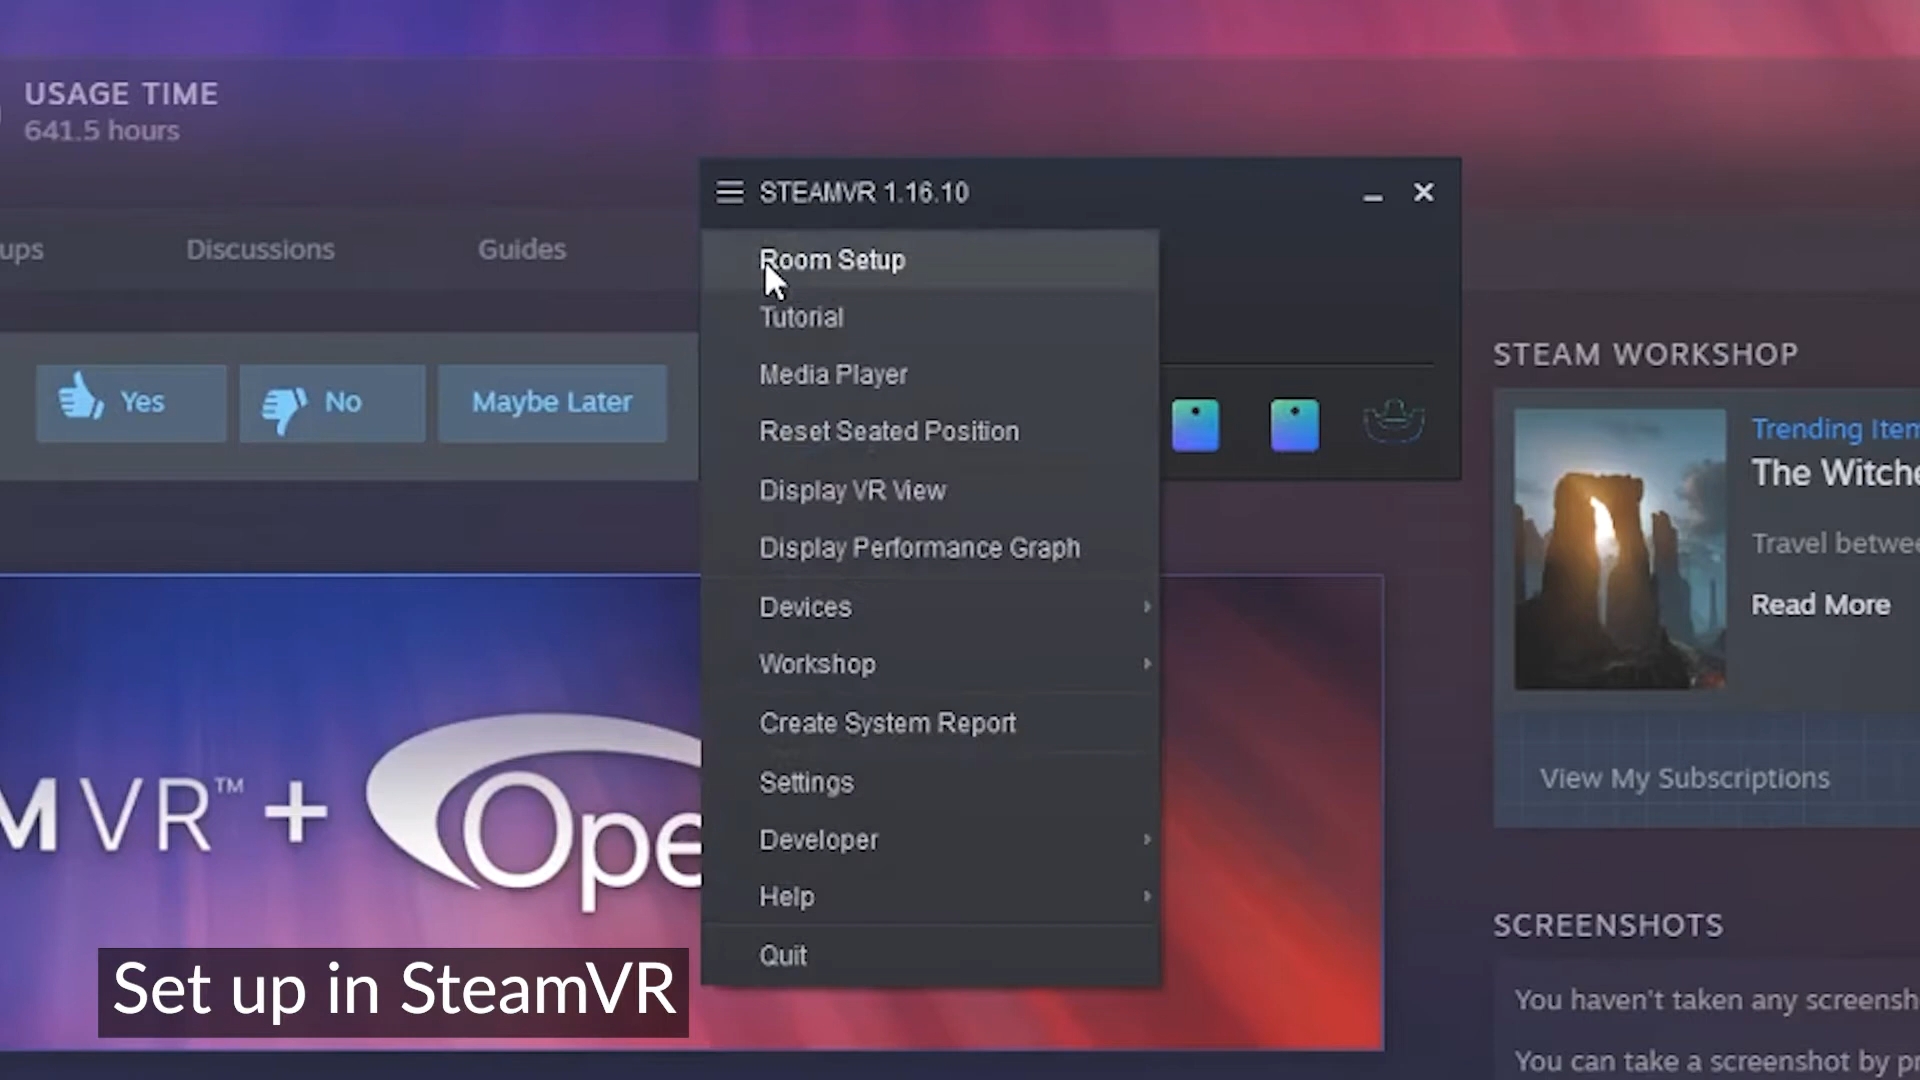 USAGE TIME
641.5 hours
STEAMVR 1.16.10
ups
Discussions
Guides
Room Setup
Tutorial
Media Player
Reset Seated Position
Display VR View
Display Performance Graph
Devices
Workshop
Create System Report
Settings
Developer
Help
Quit
Yes
No
Maybe Later
STEAM WORKSHOP
Trending Item
The Witche
Travel betwee
Read More
View My Subscriptions
MVR™ + Ope
Set up in SteamVR
SCREENSHOTS
You haven't taken any screensh
You can take a screenshot by pr